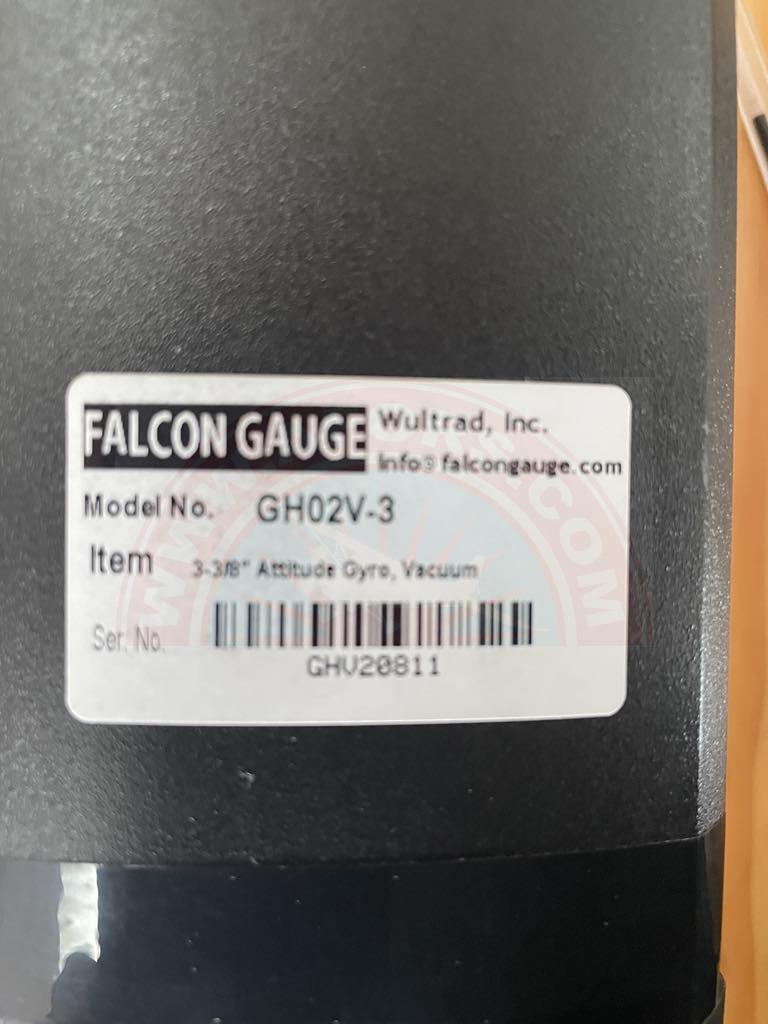 FALCON GAUGE
Wultrad, Inc.
Info@falcongauge.com
Model No. GH02V-3
Item 3-3/8" Attitude Gyro, Vacuum
Ser. No.
GHV20811